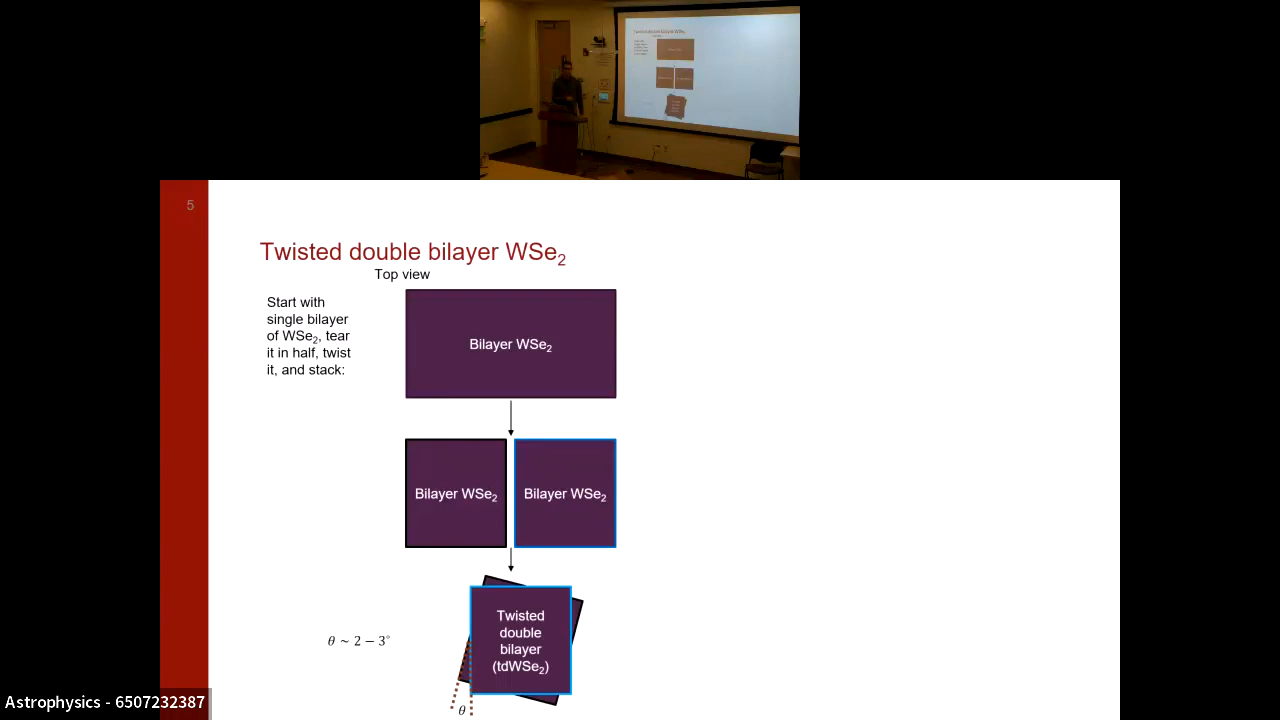 5
Twisted double bilayer WSe₂
Top view
Start with
single bilayer
of WSe₂, tear
it in half, twist
it, and stack:
Bilayer WSe₂
Bilayer WSe₂
Bilayer WSe₂
Twisted
double
bilayer
(tdWSe₂)
θ ~ 2 − 3°
θ
Astrophysics - 6507232387